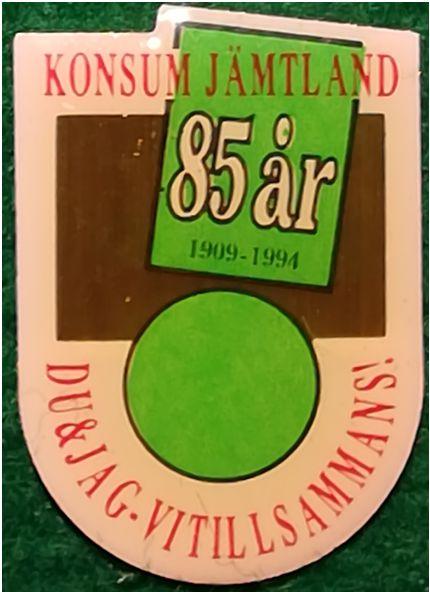 KONSUM JÄMTLAND
85 år
1909-1994
DU&JAG-VITILLSAMMANS!